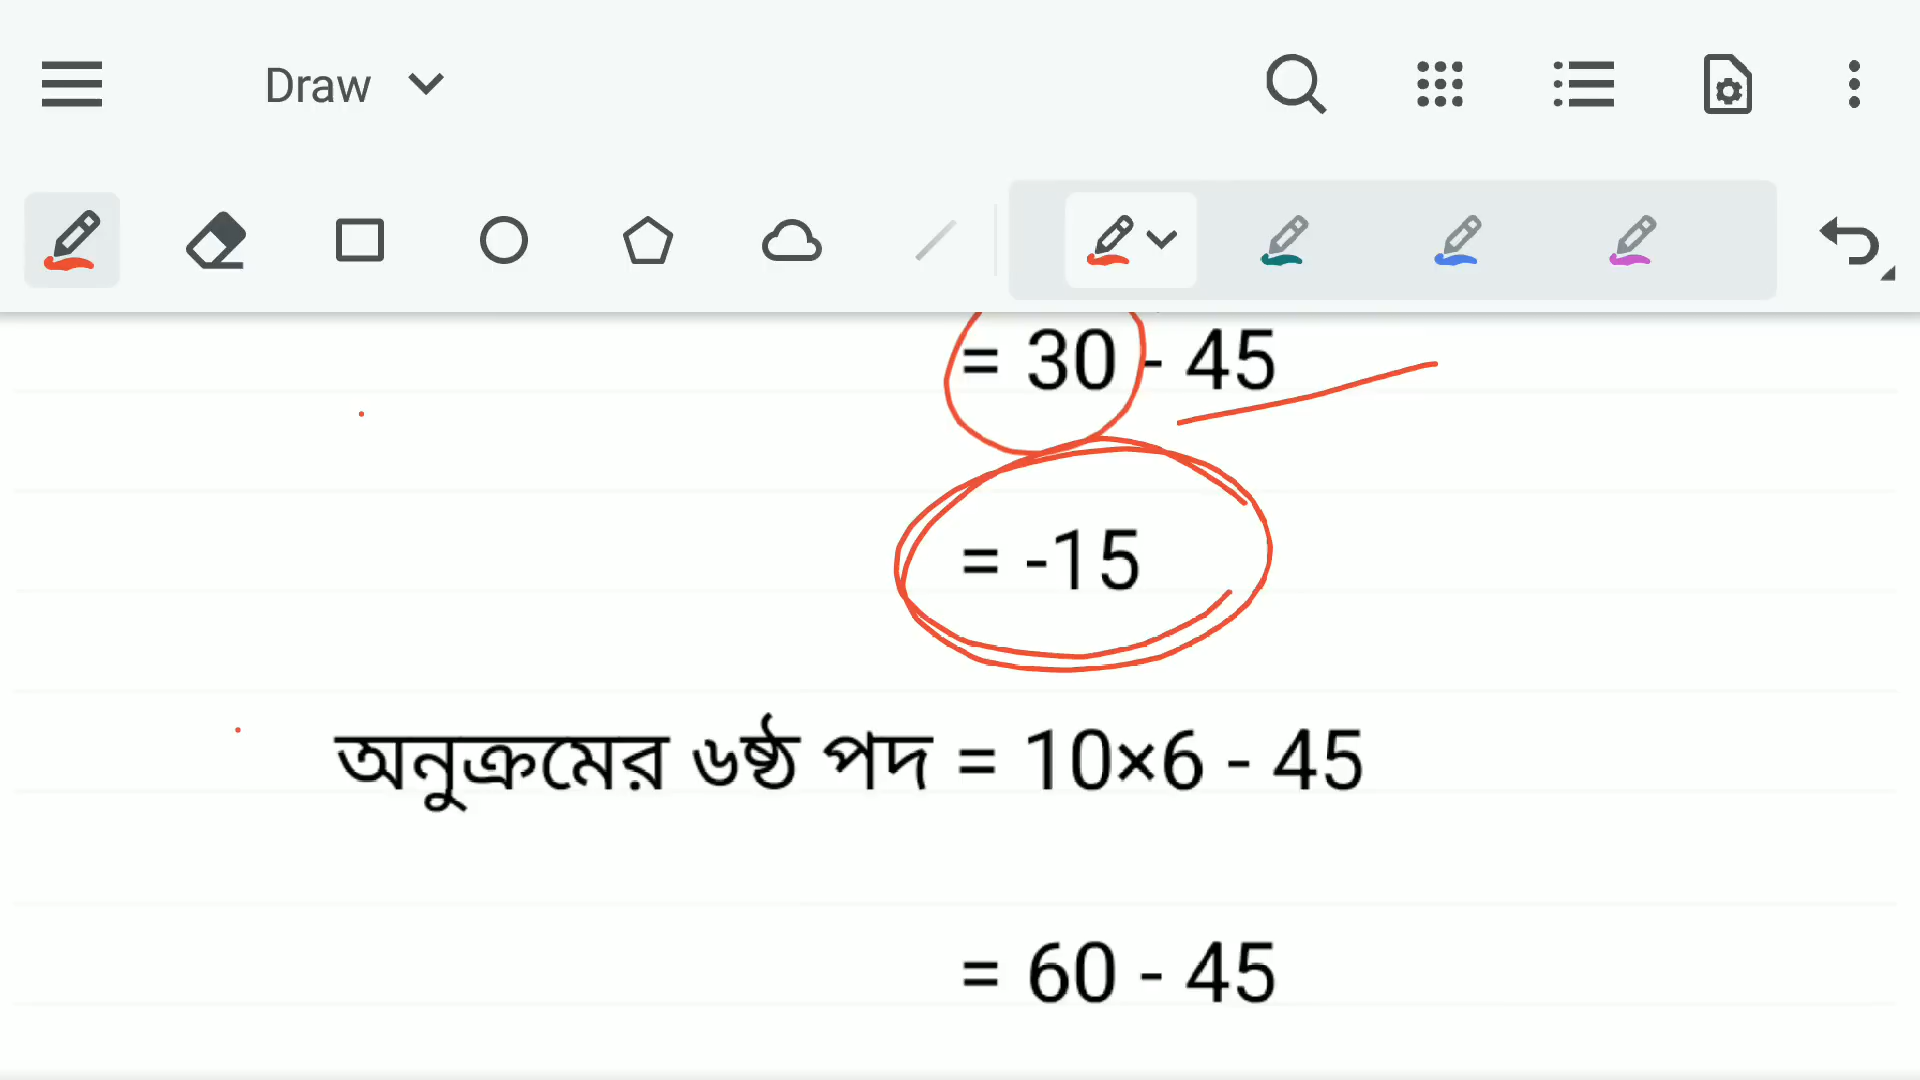 Draw
= 30 - 45
= -15
অনুক্রমের ৬ষ্ঠ পদ = 10×6 - 45
= 60 - 45